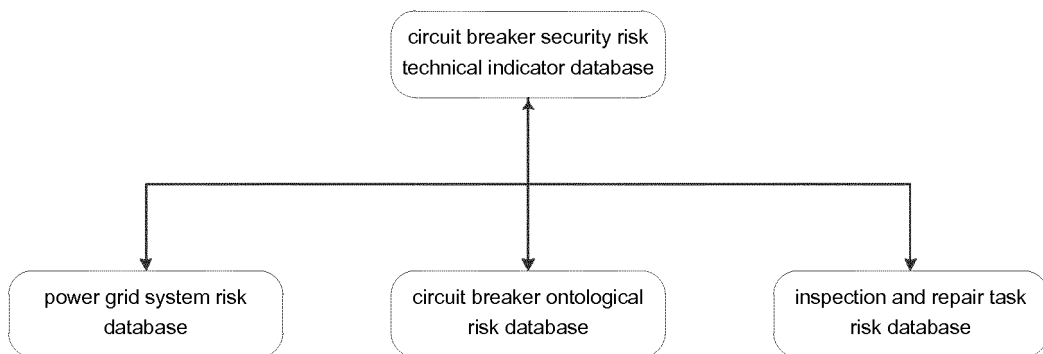 circuit breaker security risk
technical indicator database
power grid system risk
database
circuit breaker ontological
risk database
inspection and repair task
risk database